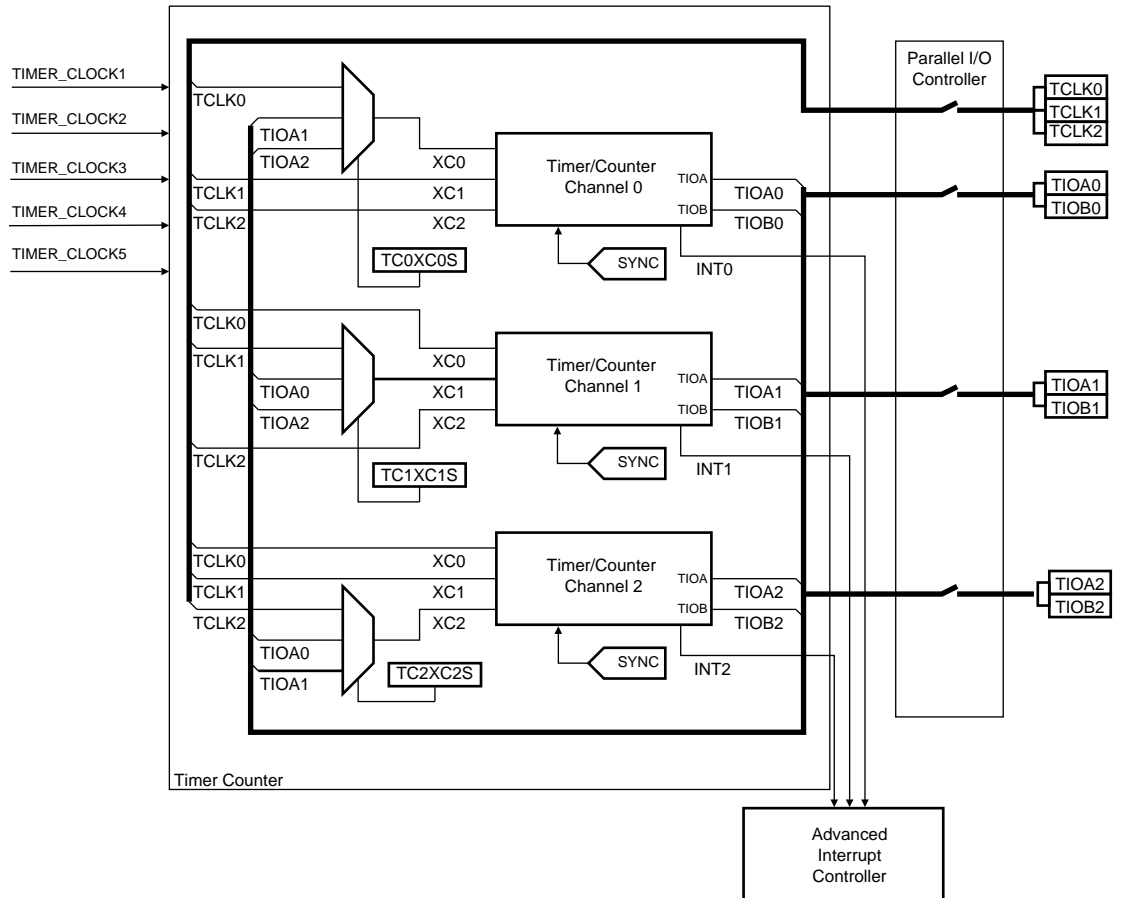 TIMER_CLOCK1
TIMER_CLOCK2
TIMER_CLOCK3
TIMER_CLOCK4
TIMER_CLOCK5
TCLK0
TIOA1
TIOA2
TCLK1
TCLK2
XC0
XC1
XC2
TC0XC0S
Timer/Counter
Channel 0
TIOA
TIOB
TIOA0
TIOB0
SYNC
INT0
TCLK0
TCLK1
TIOA0
TIOA2
TCLK2
XC0
XC1
XC2
TC1XC1S
Timer/Counter
Channel 1
TIOA
TIOB
TIOA1
TIOB1
SYNC
INT1
TCLK0
TCLK1
TCLK2
TIOA0
TIOA1
XC0
XC1
XC2
TC2XC2S
Timer/Counter
Channel 2
TIOA
TIOB
TIOA2
TIOB2
SYNC
INT2
Timer Counter
Parallel I/O
Controller
TCLK0
TCLK1
TCLK2
TIOA0
TIOB0
TIOA1
TIOB1
TIOA2
TIOB2
Advanced
Interrupt
Controller